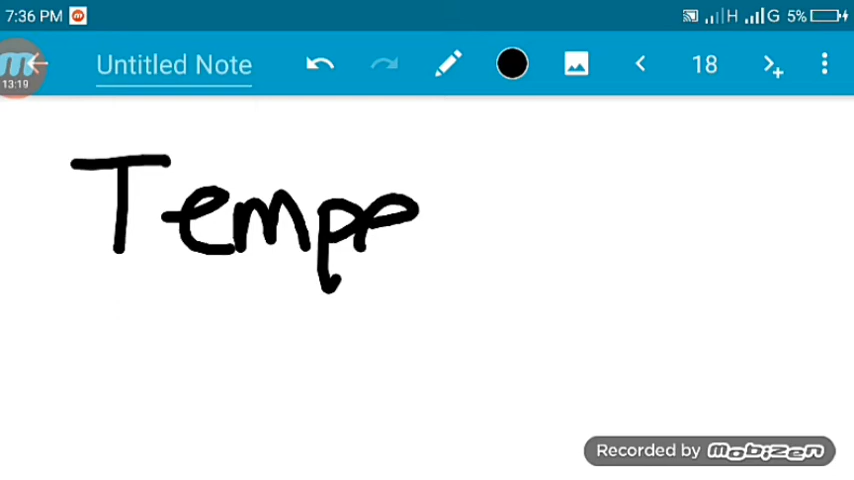 7:36 PM H G 5%
Untitled Note 18
13:19
Tempe
Recorded by Mobizen